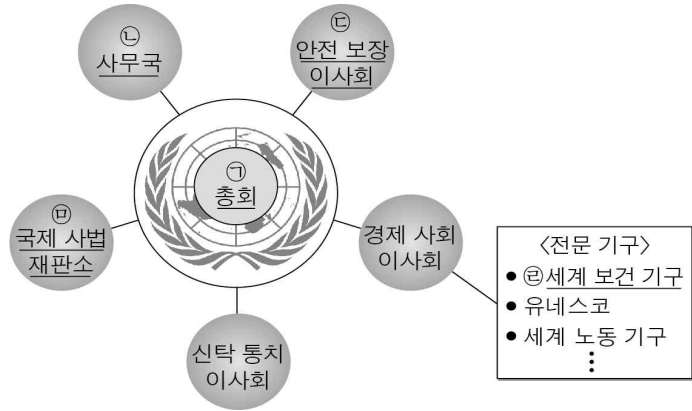 ㉡
사무국
㉢
안전 보장
이사회
㉠
총회
㉤
국제 사법
재판소
경제 사회
이사회
신탁 통치
이사회
〈전문 기구〉
● ㉣세계 보건 기구
● 유네스코
● 세계 노동 기구
⋮